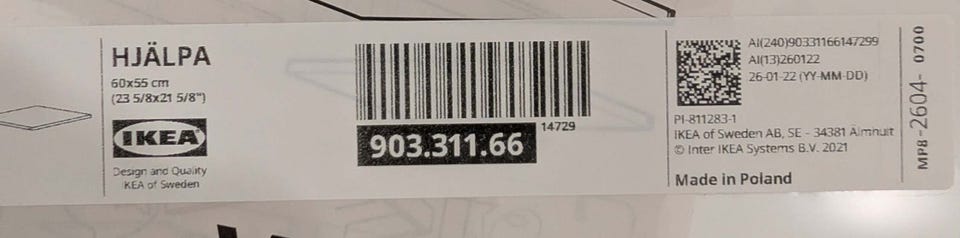 HJÄLPA
60x55 cm
(23 5/8x21 5/8")
IKEA
Design and Quality
IKEA of Sweden
14729
903.311.66
AI(240)90331166147299
AI(13)260122
26-01-22 (YY-MM-DD)
PI-811283-1
IKEA of Sweden AB, SE - 34381 Älmhult
© Inter IKEA Systems B.V. 2021
Made in Poland
MP8-2604- 0700